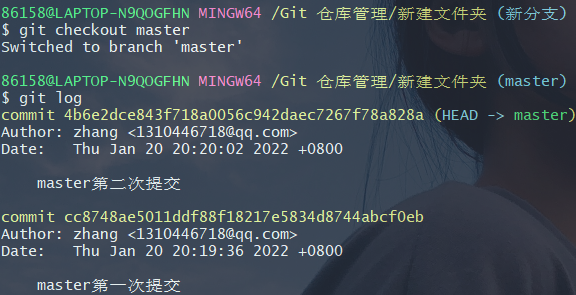 86158@LAPTOP-N9QOGFHN MINGW64 /Git 仓库管理/新建文件夹 (新分支)
$ git checkout master
Switched to branch 'master'
86158@LAPTOP-N9QOGFHN MINGW64 /Git 仓库管理/新建文件夹 (master)
$ git log
commit 4b6e2dce843f718a0056c942daec7267f78a828a (HEAD -> master)
Author: zhang <1310446718@qq.com>
Date:   Thu Jan 20 20:20:02 2022 +0800
master第二次提交
commit cc8748ae5011ddf88f18217e5834d8744abcf0eb
Author: zhang <1310446718@qq.com>
Date:   Thu Jan 20 20:19:36 2022 +0800
master第一次提交